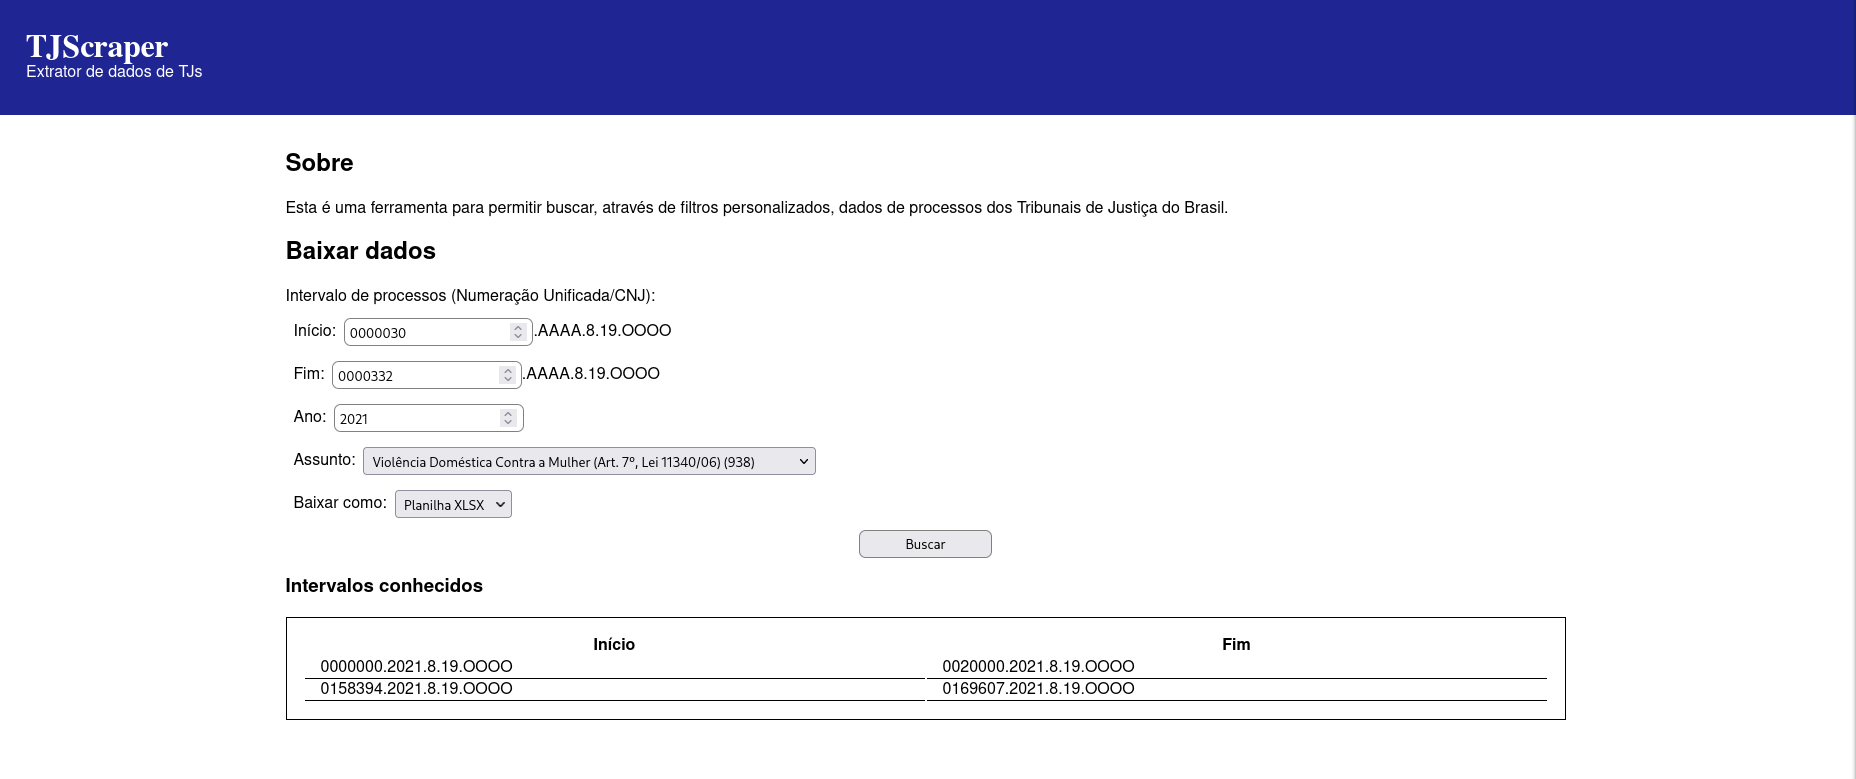 TJScraper
Extrator de dados de TJs
Sobre
Esta é uma ferramenta para permitir buscar, através de filtros personalizados, dados de processos dos Tribunais de Justiça do Brasil.
Baixar dados
Intervalo de processos (Numeração Unificada/CNJ):
Início: 0000030 .AAAA.8.19.OOOO
Fim: 0000332 .AAAA.8.19.OOOO
Ano: 2021
Assunto: Violência Doméstica Contra a Mulher (Art. 7º, Lei 11340/06) (938)
Baixar como: Planilha XLSX
Buscar
Intervalos conhecidos
Início Fim
0000000.2021.8.19.OOOO 0020000.2021.8.19.OOOO
0158394.2021.8.19.OOOO 0169607.2021.8.19.OOOO